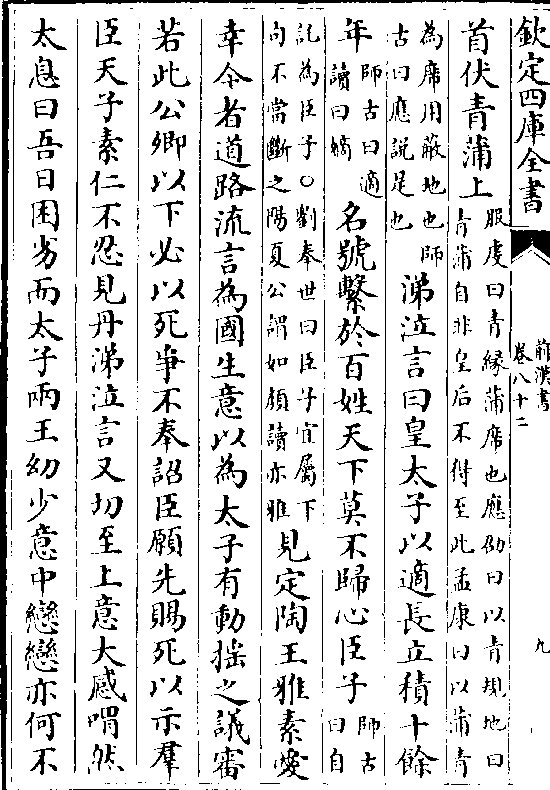 欽定四庫全書
前漢書
卷八十二
九
首伏青蒲上服虔曰青縁蒲席也應劭曰以青規地曰青蒲自非皇后不得至此孟康曰以蒲青
為席用蔽地也師古曰應説是也涕泣言曰皇太子以適長立積十餘
年師古曰適讀曰嫡名號繫於百姓天下莫不歸心臣子師古曰自
託為臣子○劉奉世曰臣子宜屬下句不當斷之陽夏公謂如顔讀亦雅見定陶王雅素愛
幸今者道路流言為國生意以為太子有動揺之議審
若此公卿以下必以死爭不奉詔臣願先賜死以示羣
臣天子素仁不忍見丹涕泣言又切至上意大感喟然
太息曰吾日困劣而太子兩王幼少意中戀戀亦何不